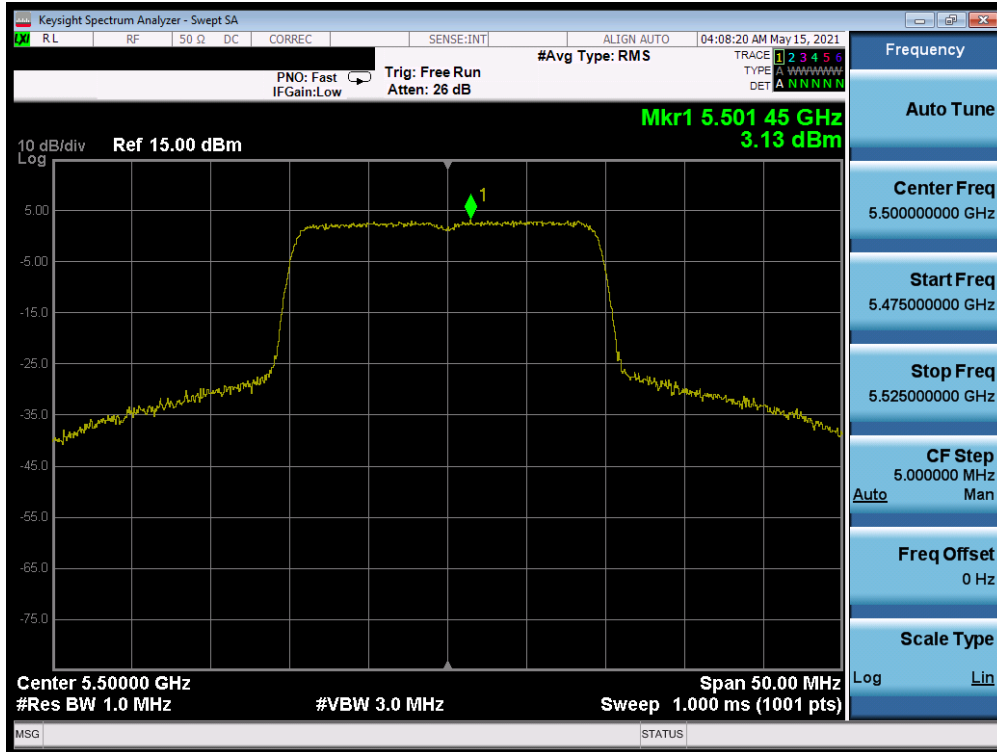 Keysight Spectrum Analyzer - Swept SA
LXI RL RF 50 Ω DC CORREC SENSE:INT ALIGN AUTO 04:08:20 AM May 15, 2021
PNO: Fast
IFGain:Low
Trig: Free Run
Atten: 26 dB
#Avg Type: RMS
TRACE 1 2 3 4 5 6
TYPE A WWWWW
DET A N N N N N
Mkr1 5.501 45 GHz
3.13 dBm
10 dB/div Ref 15.00 dBm
Log
1
5.00
-5.00
-15.0
-25.0
-35.0
-45.0
-55.0
-65.0
-75.0
Center 5.50000 GHz Span 50.00 MHz
#Res BW 1.0 MHz #VBW 3.0 MHz Sweep 1.000 ms (1001 pts)
MSG STATUS
Frequency
Auto Tune
Center Freq
5.500000000 GHz
Start Freq
5.475000000 GHz
Stop Freq
5.525000000 GHz
CF Step
5.000000 MHz
Auto Man
Freq Offset
0 Hz
Scale Type
Log Lin